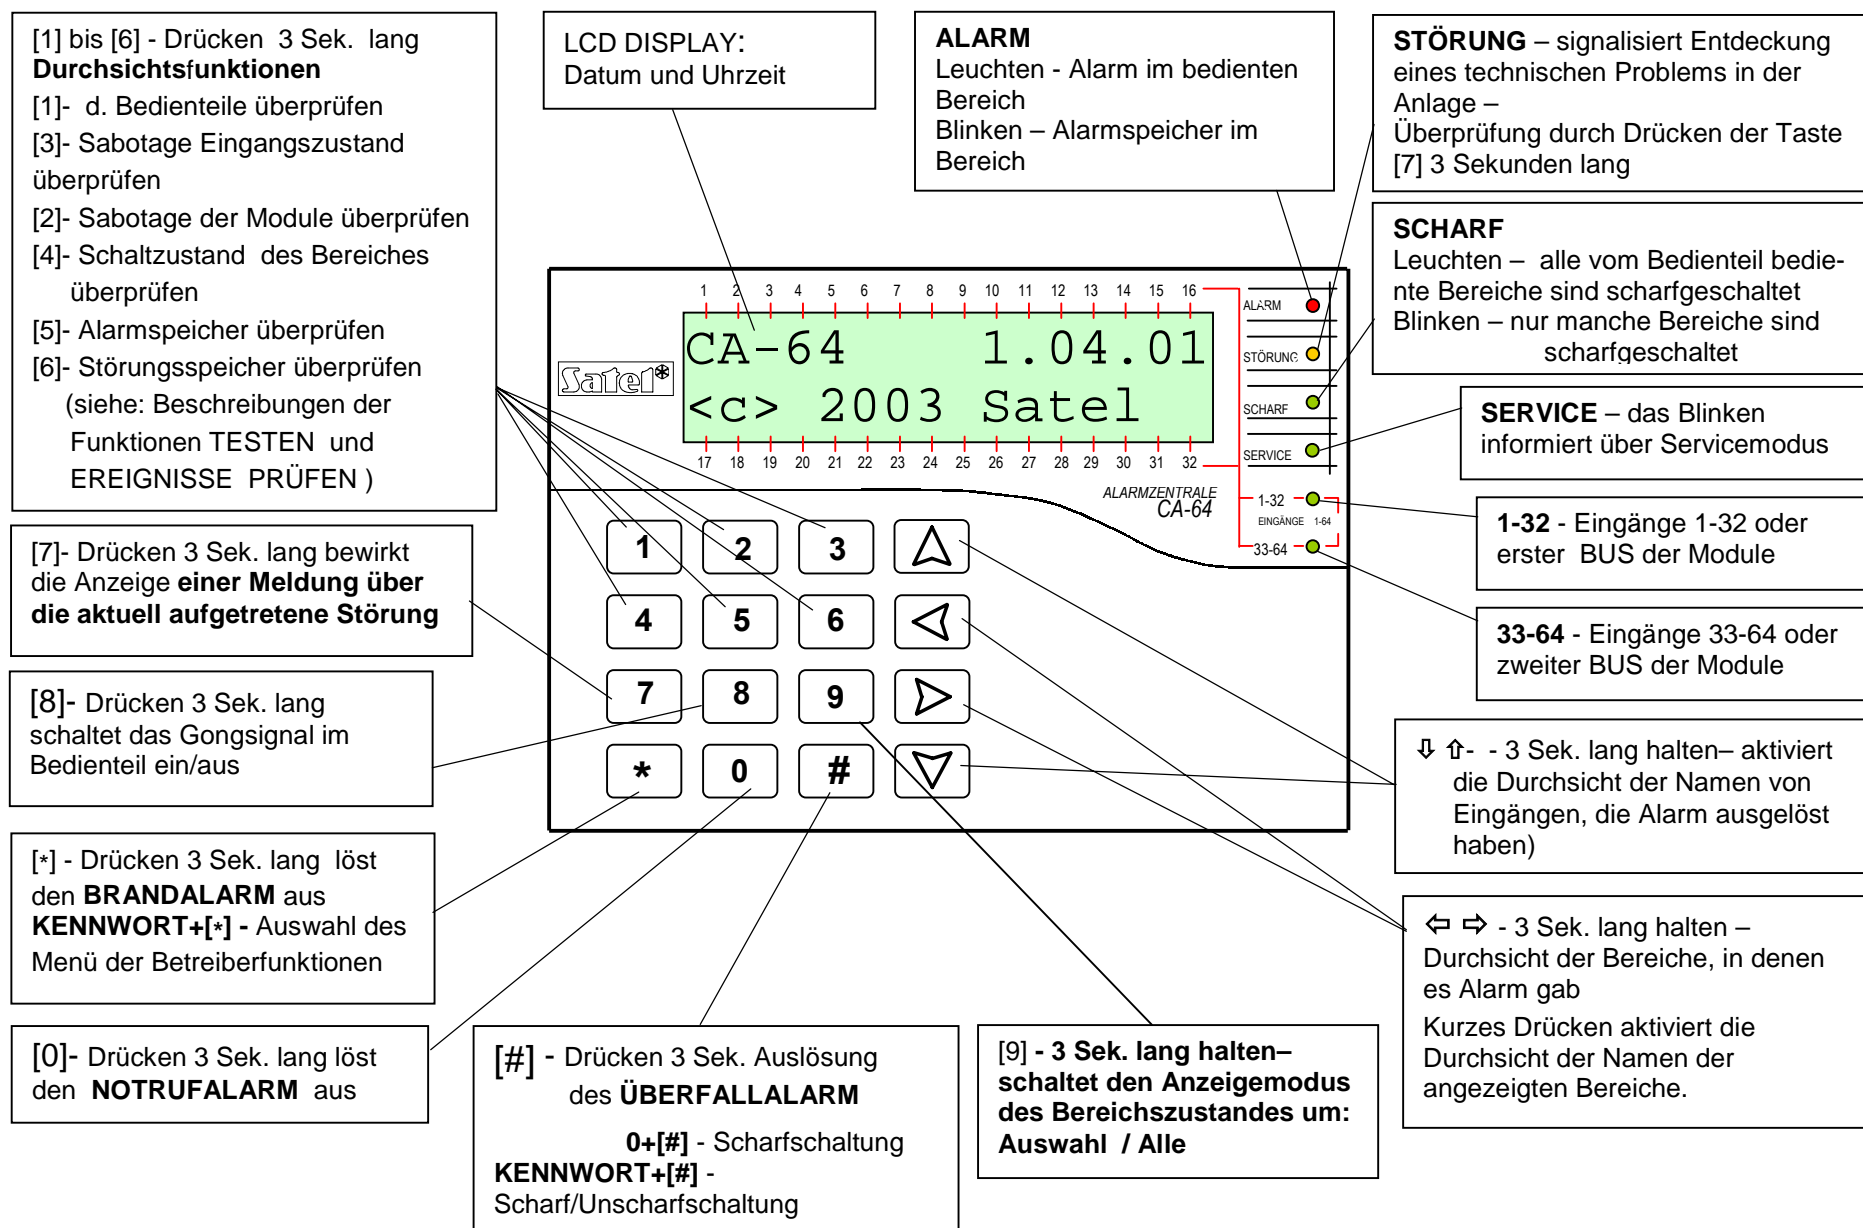 [1] bis [6] - Drücken 3 Sek. lang
Durchsichtsfunktionen
[1]- d. Bedienteile überprüfen
[3]- Sabotage Eingangszustand
überprüfen
[2]- Sabotage der Module überprüfen
[4]- Schaltzustand des Bereiches
überprüfen
[5]- Alarmspeicher überprüfen
[6]- Störungsspeicher überprüfen
(siehe: Beschreibungen der
Funktionen TESTEN und
EREIGNISSE PRÜFEN )
LCD DISPLAY:
Datum und Uhrzeit
ALARM
Leuchten - Alarm im bedienten
Bereich
Blinken – Alarmspeicher im
Bereich
STÖRUNG – signalisiert Entdeckung
eines technischen Problems in der
Anlage –
Überprüfung durch Drücken der Taste
[7] 3 Sekunden lang
SCHARF
Leuchten – alle vom Bedienteil bedie-
nte Bereiche sind scharfgeschaltet
Blinken – nur manche Bereiche sind
scharfgeschaltet
SERVICE – das Blinken
informiert über Servicemodus
1-32 - Eingänge 1-32 oder
erster BUS der Module
33-64 - Eingänge 33-64 oder
zweiter BUS der Module
⇩ ⇧- - 3 Sek. lang halten– aktiviert
die Durchsicht der Namen von
Eingängen, die Alarm ausgelöst
haben)
⇦ ⇨ - 3 Sek. lang halten –
Durchsicht der Bereiche, in denen
es Alarm gab
Kurzes Drücken aktiviert die
Durchsicht der Namen der
angezeigten Bereiche.
1 2 3 4 5 6 7 8 9 10 11 12 13 14 15 16
CA-64 1.04.01
<c> 2003 Satel
17 18 19 20 21 22 23 24 25 26 27 28 29 30 31 32
Satel
ALARM
STÖRUNG
SCHARF
SERVICE
1-32
EINGÄNGE 1-64
33-64
ALARMZENTRALE
CA-64
1 2 3
4 5 6
7 8 9
* 0 #
[7]- Drücken 3 Sek. lang bewirkt
die Anzeige einer Meldung über
die aktuell aufgetretene Störung
[8]- Drücken 3 Sek. lang
schaltet das Gongsignal im
Bedienteil ein/aus
[*] - Drücken 3 Sek. lang löst
den BRANDALARM aus
KENNWORT+[*] - Auswahl des
Menü der Betreiberfunktionen
[0]- Drücken 3 Sek. lang löst
den NOTRUFALARM aus
[#] - Drücken 3 Sek. Auslösung
des ÜBERFALLALARM
0+[#] - Scharfschaltung
KENNWORT+[#] -
Scharf/Unscharfschaltung
[9] - 3 Sek. lang halten–
schaltet den Anzeigemodus
des Bereichszustandes um:
Auswahl / Alle